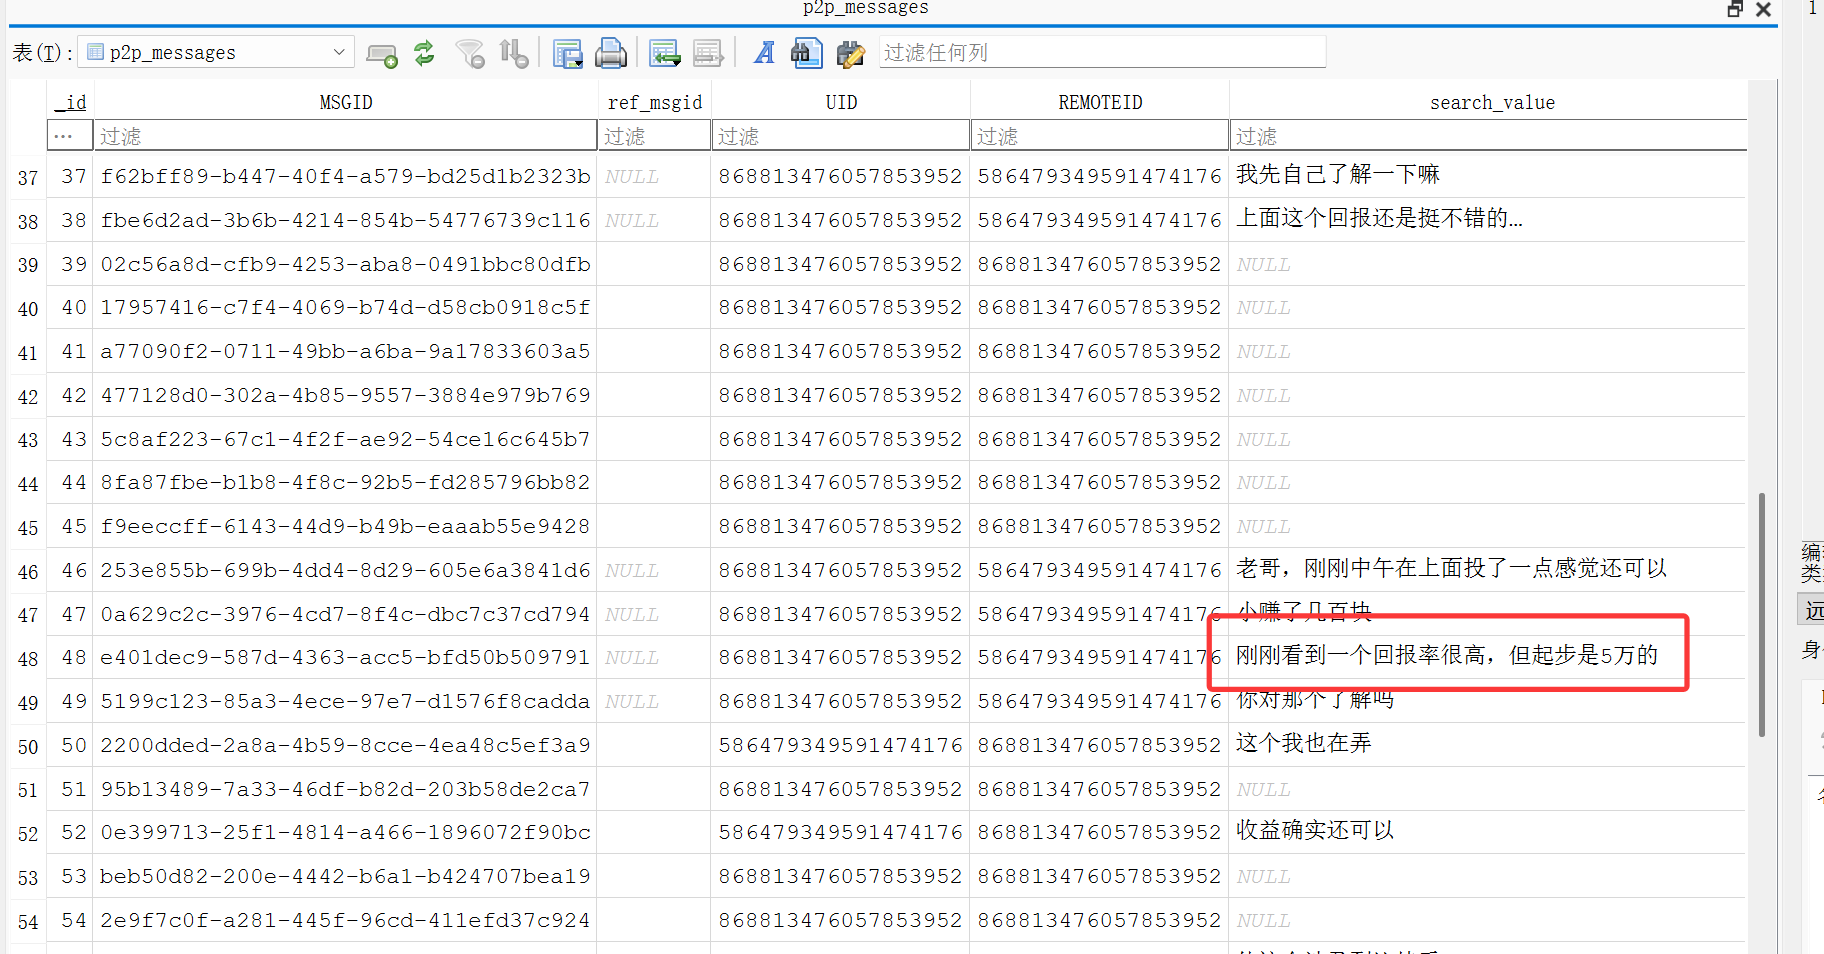 p2p_messages
1
表(T): p2p_messages 过滤任何列
_id MSGID ref_msgid UID REMOTEID search_value
... 过滤 过滤 过滤 过滤 过滤
37 37 f62bff89-b447-40f4-a579-bd25d1b2323b NULL 868813476057853952 586479349591474176 我先自己了解一下嘛
38 38 fbe6d2ad-3b6b-4214-854b-54776739c116 NULL 868813476057853952 586479349591474176 上面这个回报还是挺不错的…
39 39 02c56a8d-cfb9-4253-aba8-0491bbc80dfb 868813476057853952 868813476057853952 NULL
40 40 17957416-c7f4-4069-b74d-d58cb0918c5f 868813476057853952 868813476057853952 NULL
41 41 a77090f2-0711-49bb-a6ba-9a17833603a5 868813476057853952 868813476057853952 NULL
42 42 477128d0-302a-4b85-9557-3884e979b769 868813476057853952 868813476057853952 NULL
43 43 5c8af223-67c1-4f2f-ae92-54ce16c645b7 868813476057853952 868813476057853952 NULL
44 44 8fa87fbe-b1b8-4f8c-92b5-fd285796bb82 868813476057853952 868813476057853952 NULL
45 45 f9eeccff-6143-44d9-b49b-eaaab55e9428 868813476057853952 868813476057853952 NULL
46 46 253e855b-699b-4dd4-8d29-605e6a3841d6 NULL 868813476057853952 586479349591474176 老哥，刚刚中午在上面投了一点感觉还可以
47 47 0a629c2c-3976-4cd7-8f4c-dbc7c37cd794 NULL 868813476057853952 586479349591474176 小赚了几百块
48 48 e401dec9-587d-4363-acc5-bfd50b509791 NULL 868813476057853952 586479349591474176 刚刚看到一个回报率很高，但起步是5万的
49 49 5199c123-85a3-4ece-97e7-d1576f8cadda NULL 868813476057853952 586479349591474176 你对那个了解吗
50 50 2200dded-2a8a-4b59-8cce-4ea48c5ef3a9 586479349591474176 868813476057853952 这个我也在弄
51 51 95b13489-7a33-46df-b82d-203b58de2ca7 868813476057853952 868813476057853952 NULL
52 52 0e399713-25f1-4814-a466-1896072f90bc 586479349591474176 868813476057853952 收益确实还可以
53 53 beb50d82-200e-4442-b6a1-b424707bea19 868813476057853952 868813476057853952 NULL
54 54 2e9f7c0f-a281-445f-96cd-411efd37c924 868813476057853952 868813476057853952 NULL